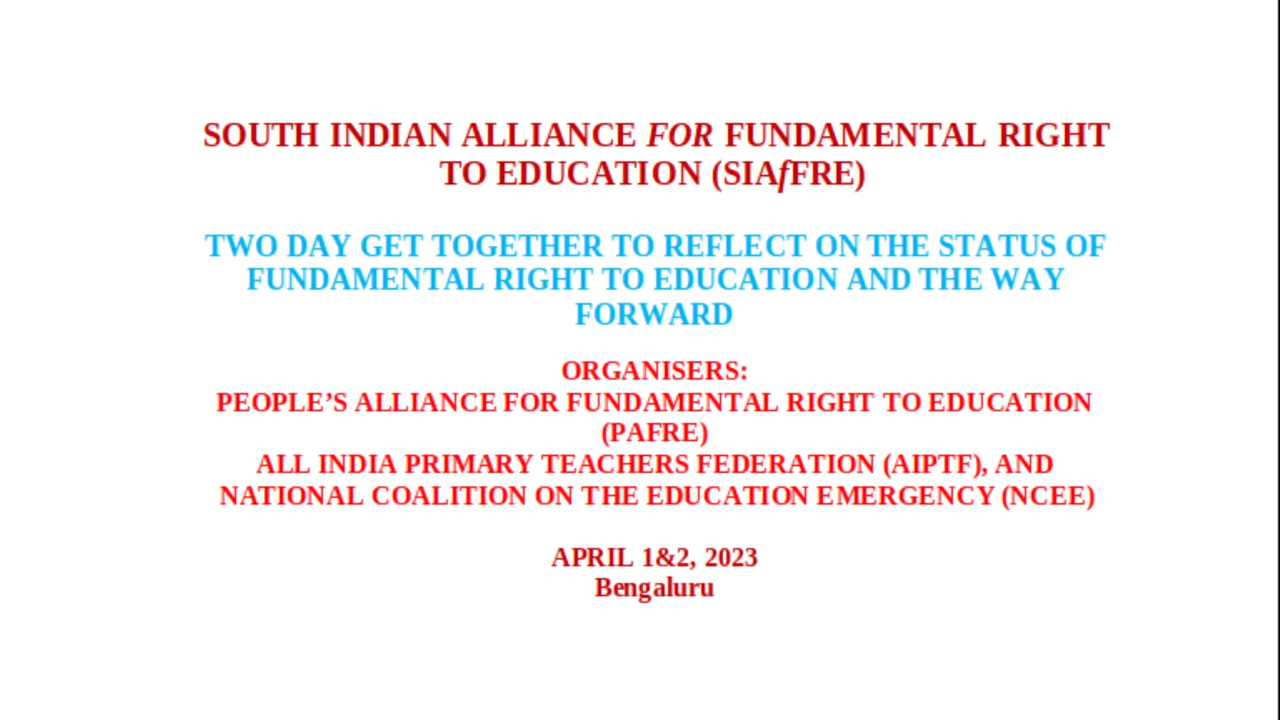 SOUTH INDIAN ALLIANCE FOR FUNDAMENTAL RIGHT
TO EDUCATION (SIAfFRE)
TWO DAY GET TOGETHER TO REFLECT ON THE STATUS OF
FUNDAMENTAL RIGHT TO EDUCATION AND THE WAY
FORWARD
ORGANISERS:
PEOPLE’S ALLIANCE FOR FUNDAMENTAL RIGHT TO EDUCATION
(PAFRE)
ALL INDIA PRIMARY TEACHERS FEDERATION (AIPTF), AND
NATIONAL COALITION ON THE EDUCATION EMERGENCY (NCEE)
APRIL 1&2, 2023
Bengaluru